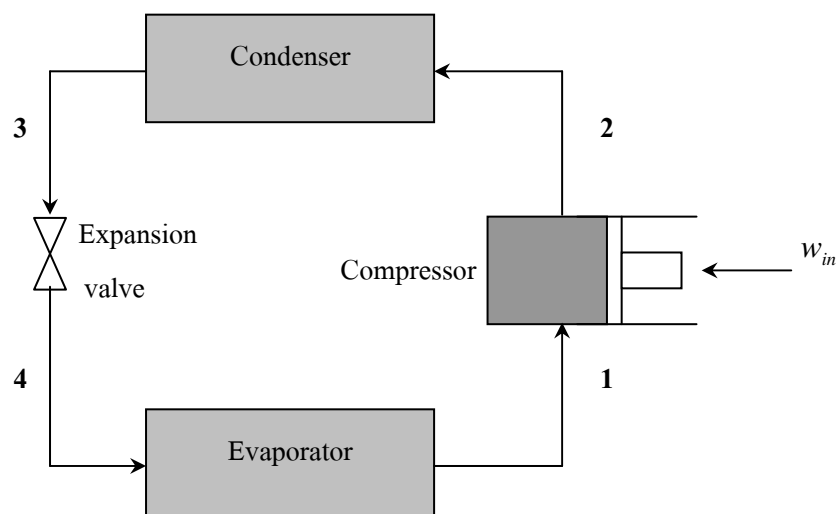 Condenser
3
2
Expansion
valve
Compressor
w_in
4
1
Evaporator